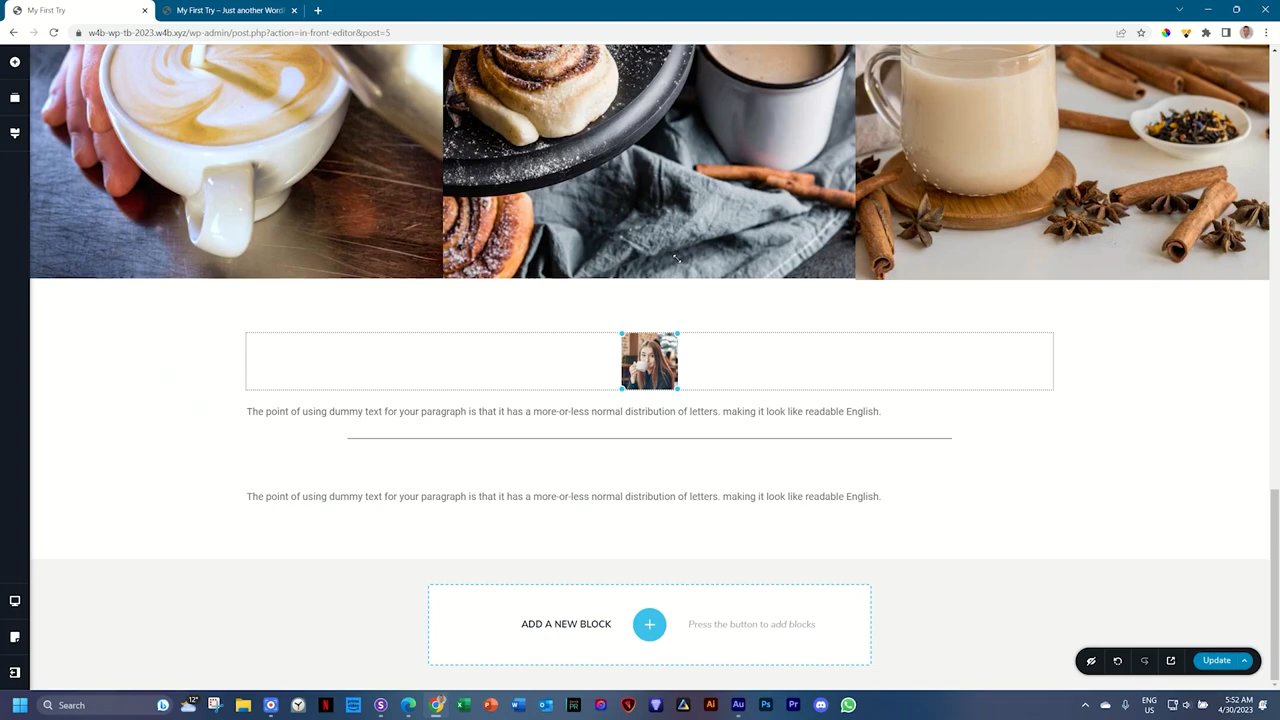 My First Try
My First Try – Just another Word
w4b-wp-tb-2023.w4b.xyz/wp-admin/post.php?action=in-front-editor&post=5
The point of using dummy text for your paragraph is that it has a more-or-less normal distribution of letters. making it look like readable English.
The point of using dummy text for your paragraph is that it has a more-or-less normal distribution of letters. making it look like readable English.
ADD A NEW BLOCK
Press the button to add blocks
Update
Search
12°
ENG
US
5:52 AM
4/30/2023